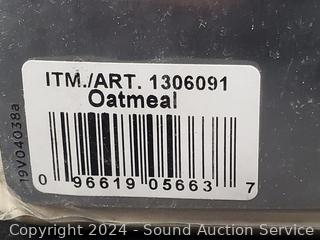 ITM./ART. 1306091
Oatmeal
19V04038a
0 96619 05663 7
Copyright 2024 - Sound Auction Service